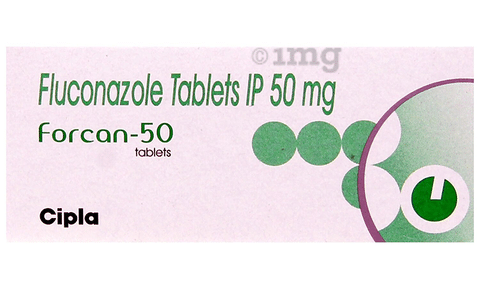 ©1mg
Fluconazole Tablets IP 50 mg
Forcan-50
tablets
Cipla